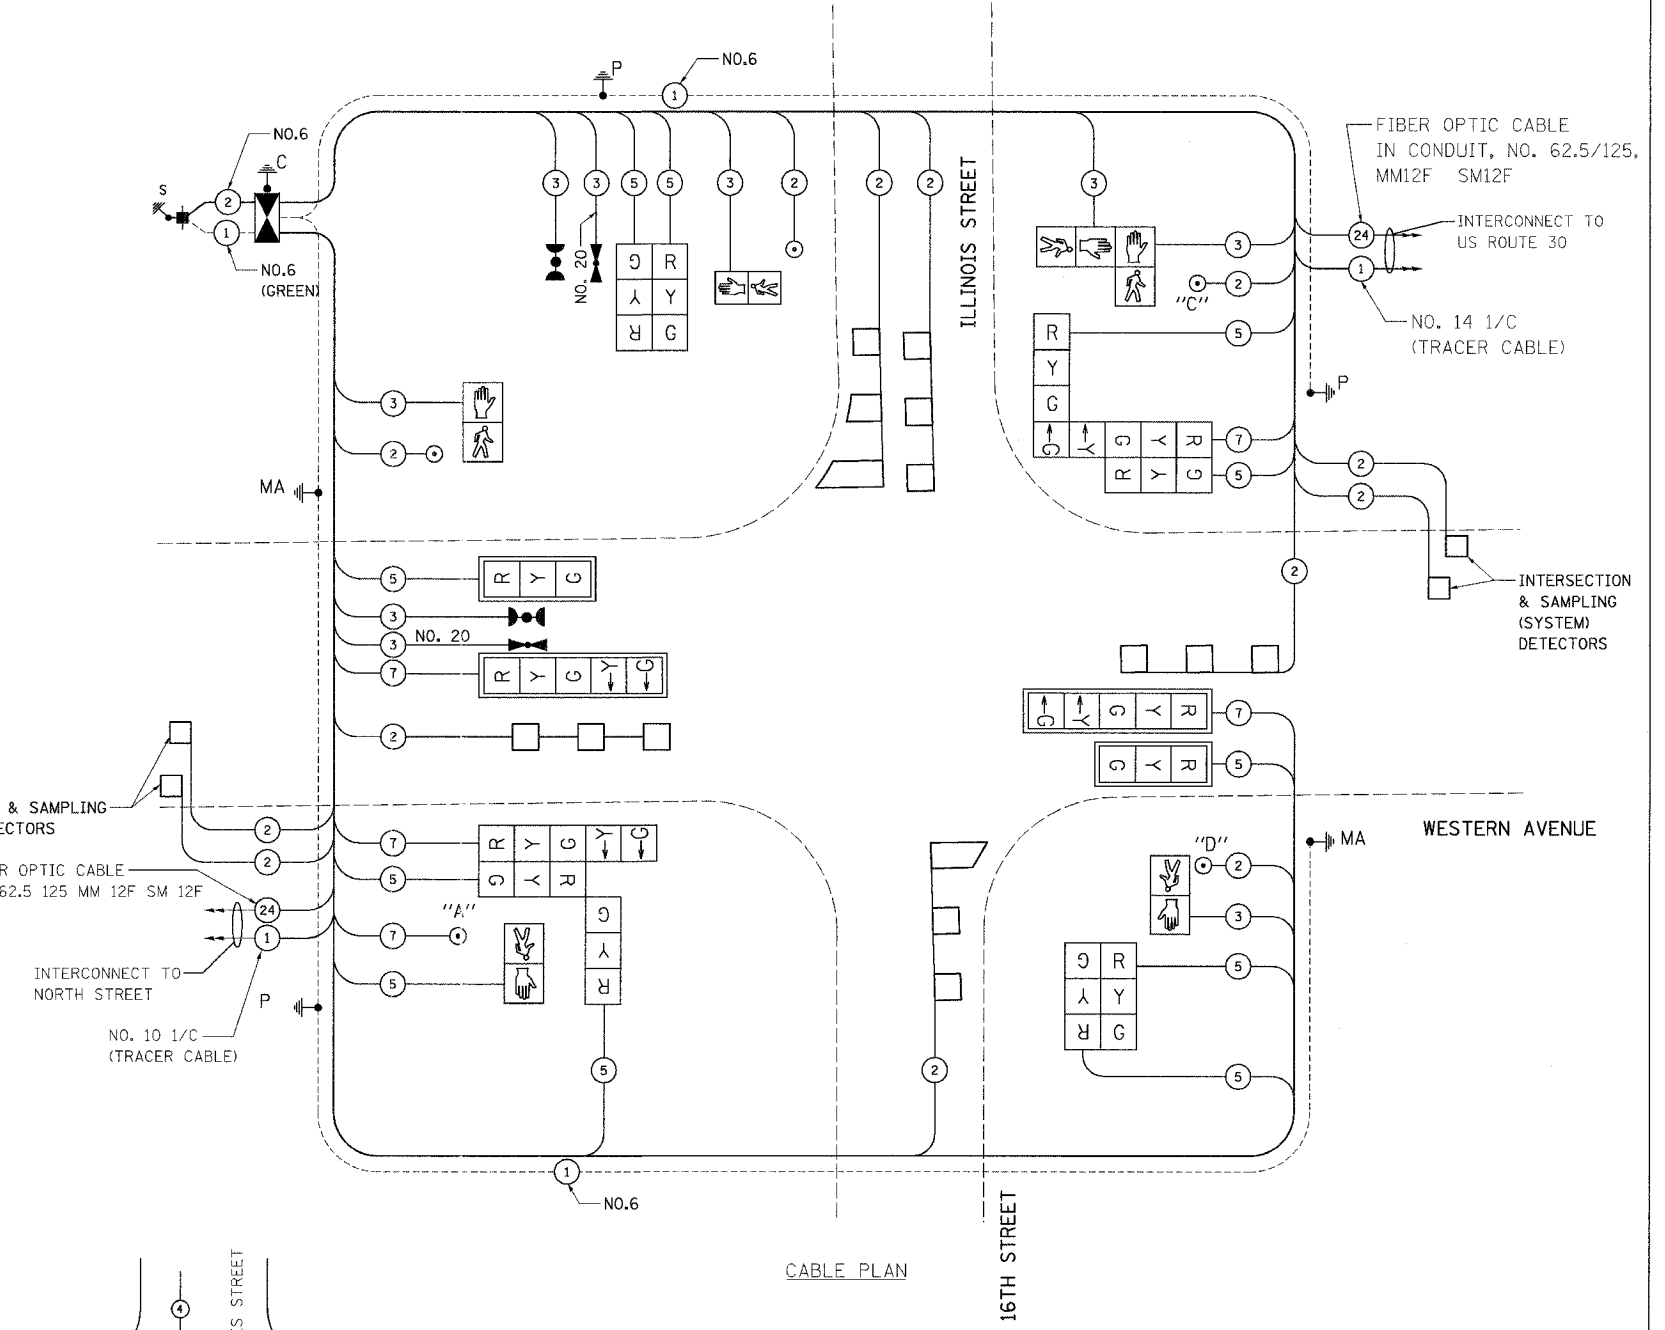 NO.6
P
1
NO.6
C
S
2
1
NO.6
(GREEN)
3
3
5
5
3
2
2
2
3
NO. 20
G R
Y Y
R G
ILLINOIS STREET
FIBER OPTIC CABLE
IN CONDUIT, NO. 62.5/125,
MM12F SM12F
24
INTERCONNECT TO
US ROUTE 30
1
NO. 14 1/C
(TRACER CABLE)
3
"C"
2
5
R
Y
G
G Y G Y R
R Y G
7
5
P
2
2
3
2
MA
5
R Y G
3
3
NO. 20
7
R Y G Y G
2
2
INTERSECTION
& SAMPLING
(SYSTEM)
DETECTORS
G Y G Y R
7
G Y R
5
& SAMPLING
ECTORS
2
2
R OPTIC CABLE
62.5 125 MM 12F SM 12F
24
1
INTERCONNECT TO
NORTH STREET
NO. 10 1/C
(TRACER CABLE)
P
7
R Y G Y G
5
G Y R
G
Y
R
"A"
7
5
5
2
WESTERN AVENUE
MA
"D"
2
3
G R
Y Y
R G
5
5
1
NO.6
16TH STREET
CABLE PLAN
4
STREET